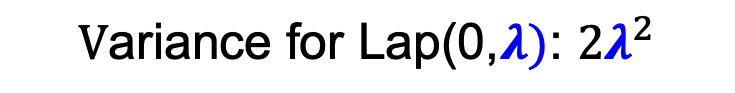 Variance for Lap(0,λ): 2λ²